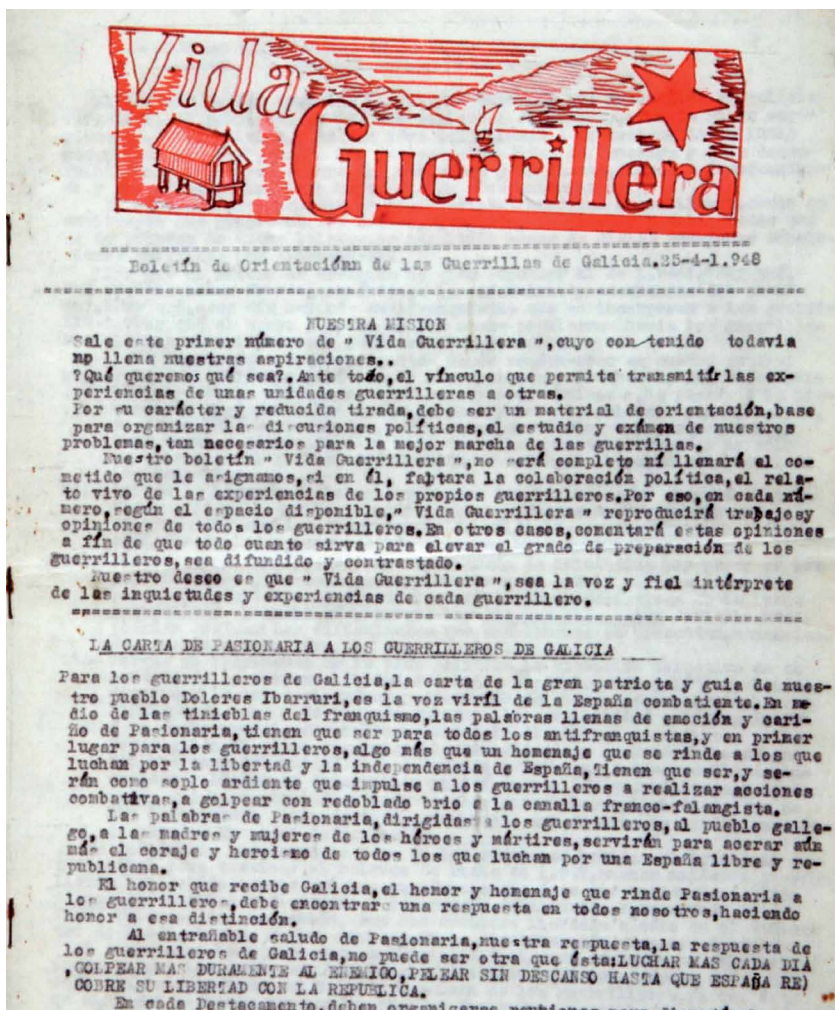 Vida
Guerrillera
Boletín de Orientaciónn de las Guerrillas de Galicia.25-4-1.948
NUESTRA MISION
Sale este primer número de " Vida Guerrillera ",cuyo contenido todavia
no llena nuestras aspiraciones..
?Qué queremos qué sea?.Ante todo,el vínculo que permita transmitir las ex-
periencias de unas unidades guerrilleras a otras.
Por su carácter y reducida tirada,debe ser un material de orientación,base
para organizar las discusiones políticas,el estudio y exámen de nuestros
problemas,tan necesarios para la mejor marcha de las guerrillas.
Nuestro boletín " Vida Guerrillera ",no será completo ní llenará el co-
metido que le asignamos,si en él, faltara la colaboración política,el rela-
to vivo de las experiencias de los propios guerrilleros.Por eso,en cada nú-
mero,según el espacio disponible," Vida Guerrillera " reproducirá trabajosy
opiniones de todos los guerrilleros.En otros casos,comentará estas opiniones
a fín de que todo cuanto sirva para elevar el grado de preparación de los
guerrilleros,sea difundido y contrastado.
Nuestro deseo es que " Vida Guerrillera ",sea la voz y fiel intérprete
de las inquietudes y experiencias de cada guerrillero.
LA CARTA DE PASIONARIA A LOS GUERRILLEROS DE GALICIA
Para los guerrilleros de Galicia,la carta de la gran patriota y guia de nues-
tro pueblo Dolores Ibarruri,es la voz viríl de la España combatiente.En me
dio de las tinieblas del franquismo,las palabras llenas de emoción y cari-
ño de Pasionaria,tienen que ser para todos los antifranquistas,y en primer
lugar para los guerrilleros,algo más que un homenaje que se rinde a los que
luchan por la libertad y la independencia de España,Tienen que ser,y se-
rán como soplo ardiente que impulse a los guerrilleros a realizar acciones
combativas,a golpear con redoblado brio a la canalla franco-falangista.
Las palabras de Pasionaria,dirigidas a los guerrilleros,al pueblo galle-
go,a las madres y mujeres de los héroes y mártires,servirán para acerar aún
más el coraje y heroismo de todos los que luchan por una España libre y re-
publicana.
El honor que recibe Galicia,el honor y homenaje que rinde Pasionaria a
los guerrilleros,debe encontrar una respuesta en todos nosotros,haciendo
honor a esa distinción.
Al entrañable saludo de Pasionaria,nuestra respuesta,la respuesta de
los guerrilleros de Galicia,no puede ser otra que ésta:LUCHAR MAS CADA DIA
,GOLPEAR MAS DURAMENTE AL ENEMIGO,PELEAR SIN DESCANSO HASTA QUE ESPAÑA RE)
COBRE SU LIBERTAD CON LA REPUBLICA.
En cada Destacamento,deben organizarse